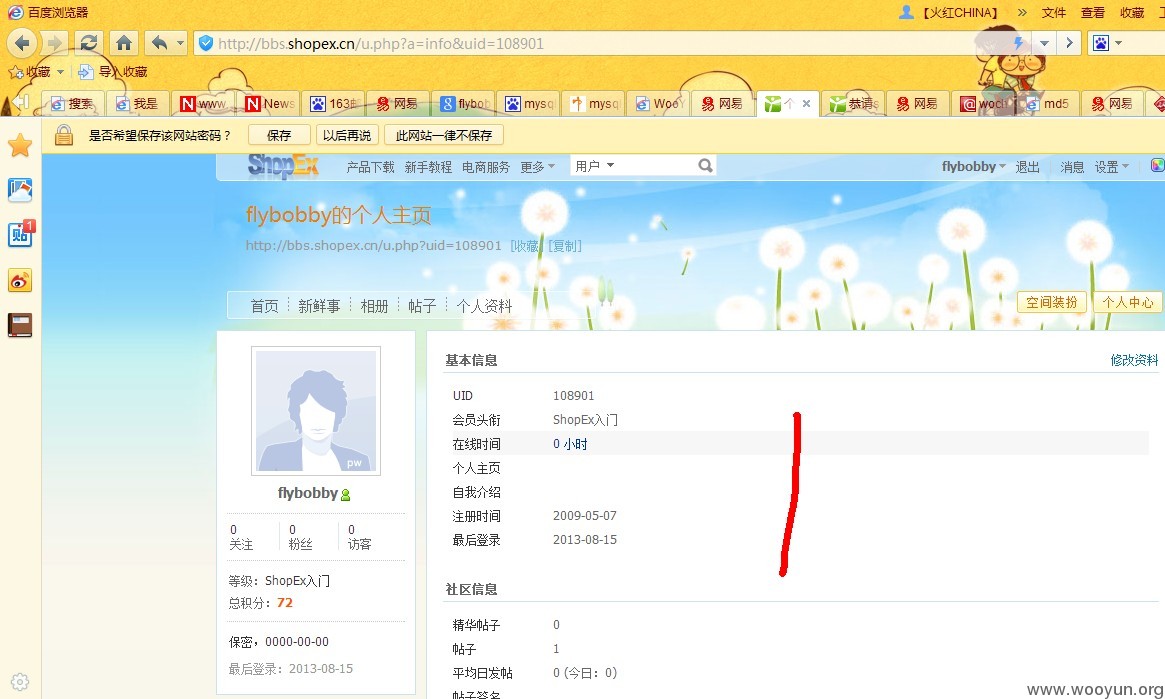 百度浏览器
【火红CHINA】 » 文件 查看 收藏
http://bbs.shopex.cn/u.php?a=info&uid=108901
收藏 导入收藏
搜索 我是 www News 163邮 网易 flybob mysq mysq WooY 网易 个 × 恭请 网易 wooy md5 网易
是否希望保存该网站密码？ 保存 以后再说 此网站一律不保存
1
ShopEx 产品下载 新手教程 电商服务 更多 用户 flybobby 退出 消息 设置
flybobby的个人主页
http://bbs.shopex.cn/u.php?uid=108901 [收藏] [复制]
首页 新鲜事 相册 帖子 个人资料 空间装扮 个人中心
pw
flybobby
0 0 0
关注 粉丝 访客
等级：ShopEx入门
总积分：72
保密，0000-00-00
最后登录：2013-08-15
基本信息 修改资料
UID 108901
会员头衔 ShopEx入门
在线时间 0 小时
个人主页
自我介绍
注册时间 2009-05-07
最后登录 2013-08-15
社区信息
精华帖子 0
帖子 1
平均日发帖 0 (今日：0)
帖子签名
www.wooyun.org